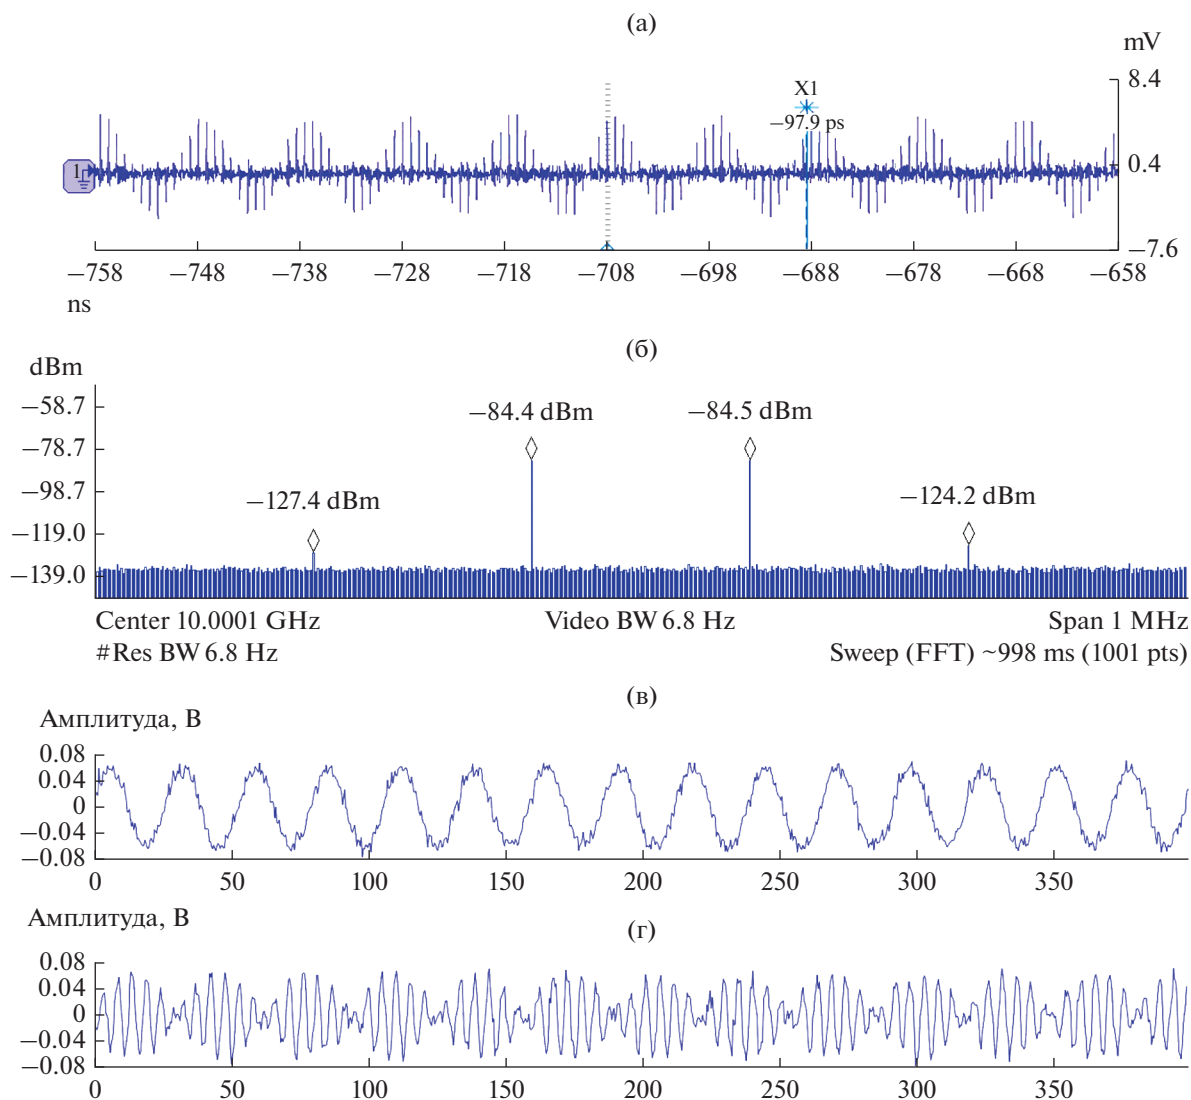 (а)
mV
8.4
X1
−97.9 ps
1
0.4
−7.6
−758 −748 −738 −728 −718 −708 −698 −688 −678 −668 −658
ns
(б)
dBm
−58.7
−84.4 dBm −84.5 dBm
−78.7
−98.7
−127.4 dBm −124.2 dBm
−119.0
−139.0
Center 10.0001 GHz Video BW 6.8 Hz Span 1 MHz
#Res BW 6.8 Hz Sweep (FFT) ~998 ms (1001 pts)
(в)
Амплитуда, В
0.08
0.04
0
−0.04
−0.08
0 50 100 150 200 250 300 350
Амплитуда, В
(г)
0.08
0.04
0
−0.04
−0.08
0 50 100 150 200 250 300 350